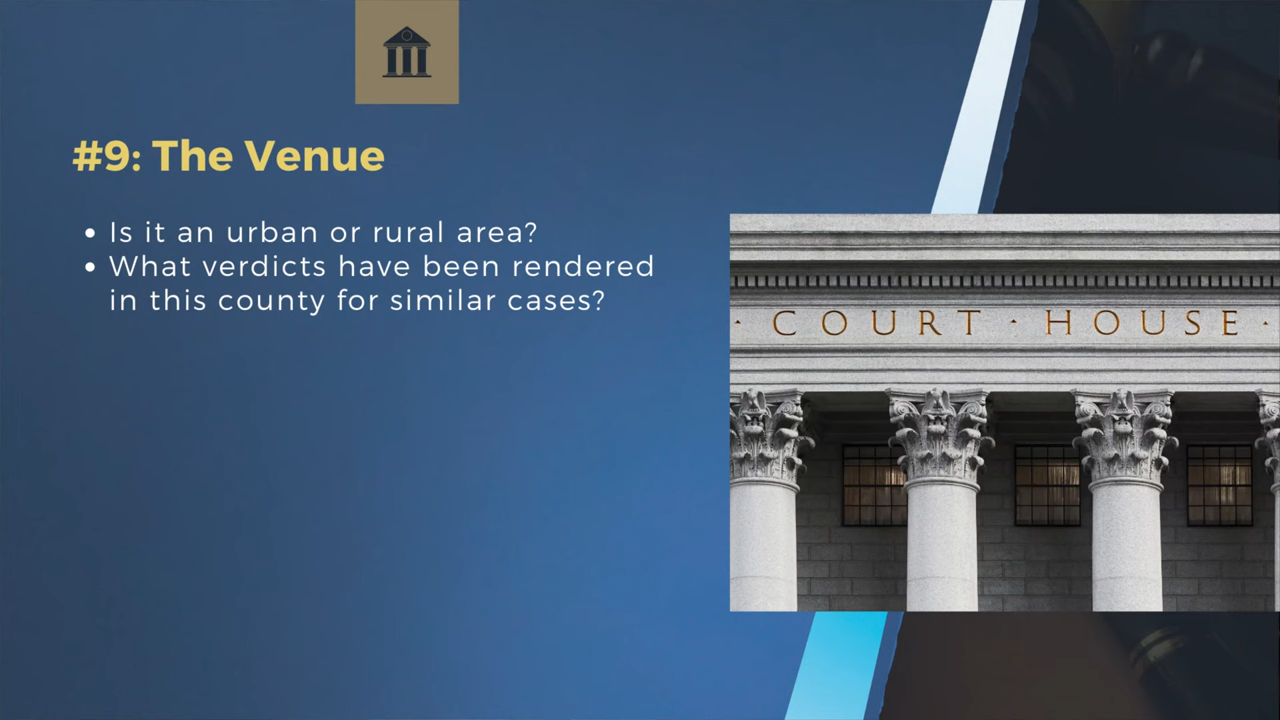 #9: The Venue
• Is it an urban or rural area?
• What verdicts have been rendered
in this county for similar cases?
· COURT · HOUSE ·